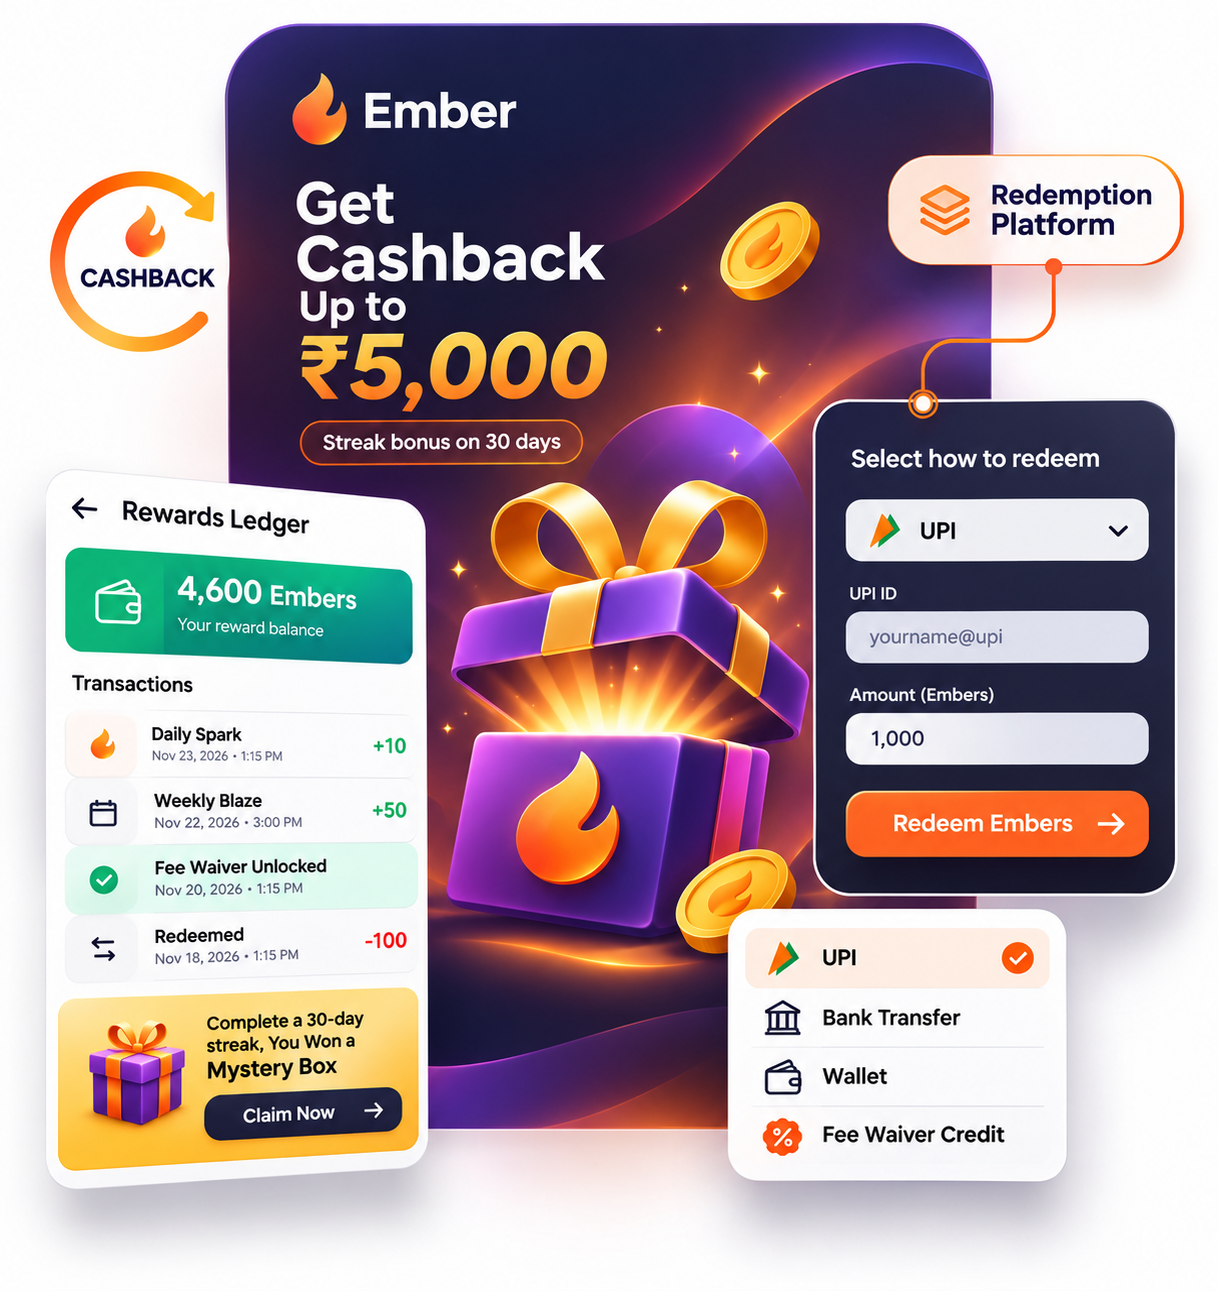 Ember
Get
Cashback
Up to
₹5,000
Streak bonus on 30 days
CASHBACK
Redemption
Platform
Select how to redeem
UPI
UPI ID
yourname@upi
Amount (Embers)
1,000
Redeem Embers
Rewards Ledger
4,600 Embers
Your reward balance
Transactions
Daily Spark
Nov 23, 2026 • 1:15 PM
+10
Weekly Blaze
Nov 22, 2026 • 3:00 PM
+50
Fee Waiver Unlocked
Nov 20, 2026 • 1:15 PM
Redeemed
Nov 18, 2026 • 1:15 PM
-100
Complete a 30-day
streak, You Won a
Mystery Box
Claim Now
UPI
Bank Transfer
Wallet
Fee Waiver Credit